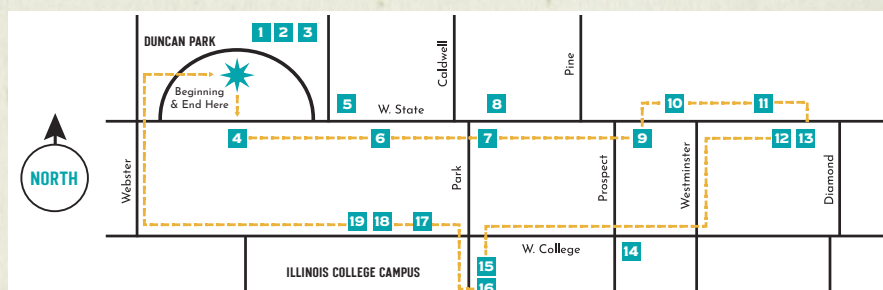 1 2 3
DUNCAN PARK
Caldwell
Pine
Beginning
& End Here
5
W. State
8
10
11
4
6
7
9
12 13
NORTH
Webster
Park
Prospect
Westminster
Diamond
19 18 17
W. College
14
15
ILLINOIS COLLEGE CAMPUS
16